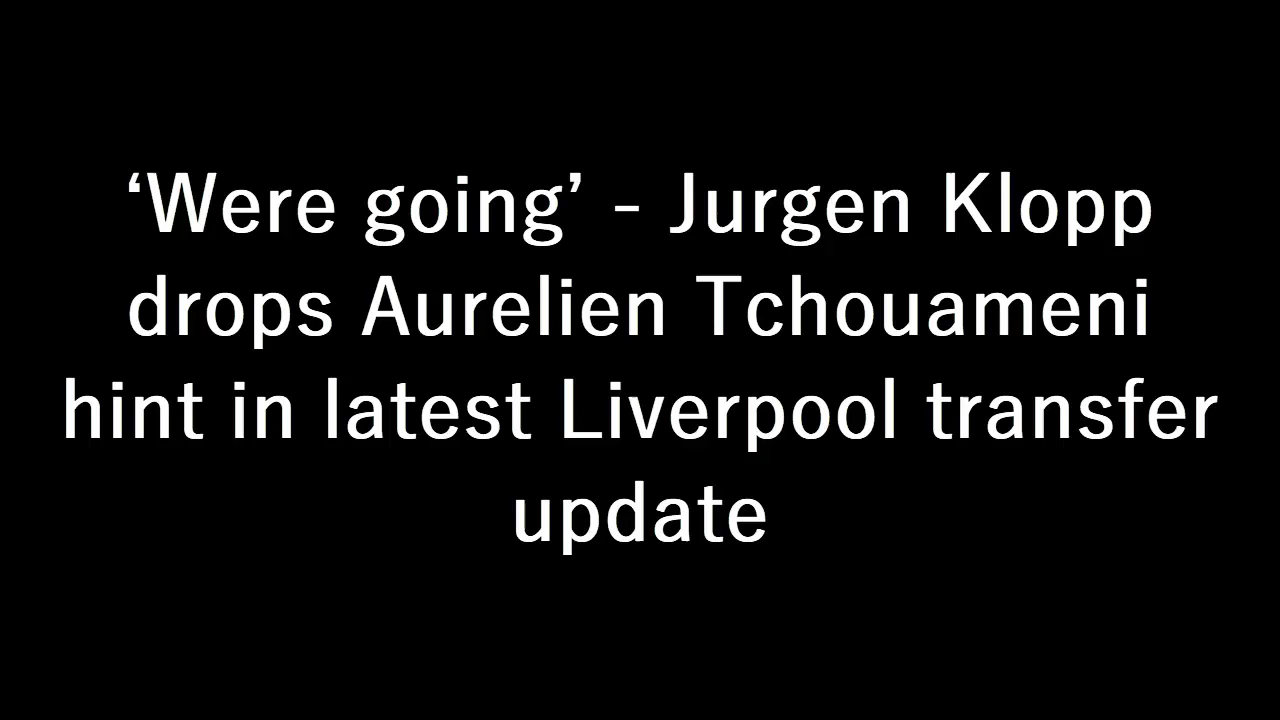 ‘Were going’ - Jurgen Klopp
drops Aurelien Tchouameni
hint in latest Liverpool transfer
update